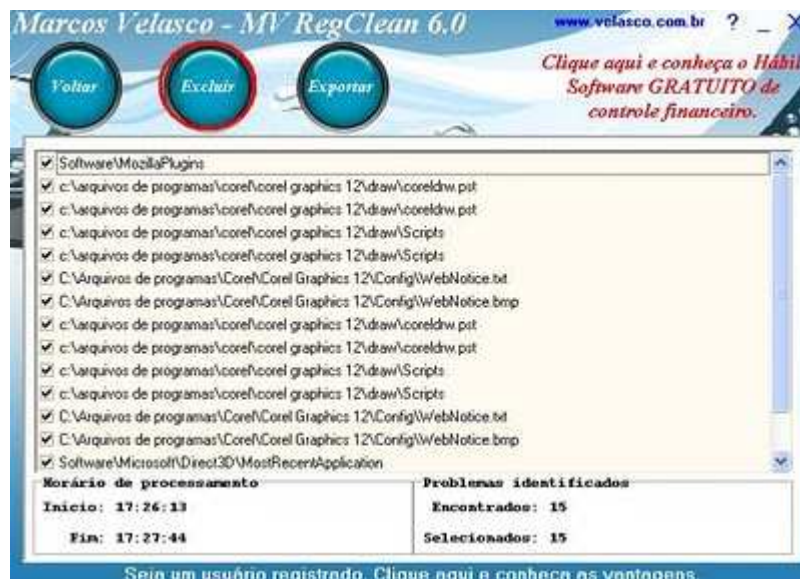 Marcos Velasco - MV RegClean 6.0
www.velasco.com.br ? _ X
Voltar
Excluir
Exportar
Clique aqui e conheça o Hábil
Software GRATUITO de
controle financeiro.
Software\MozillaPlugins
c:\arquivos de programas\corel\corel graphics 12\draw\coreldrw.pst
c:\arquivos de programas\corel\corel graphics 12\draw\coreldrw.pst
c:\arquivos de programas\corel\corel graphics 12\draw\Scripts
c:\arquivos de programas\corel\corel graphics 12\draw\Scripts
C:\Arquivos de programas\Corel\Corel Graphics 12\Config\WebNotice.txt
C:\Arquivos de programas\Corel\Corel Graphics 12\Config\WebNotice.bmp
c:\arquivos de programas\corel\corel graphics 12\draw\coreldrw.pst
c:\arquivos de programas\corel\corel graphics 12\draw\coreldrw.pst
c:\arquivos de programas\corel\corel graphics 12\draw\Scripts
c:\arquivos de programas\corel\corel graphics 12\draw\Scripts
C:\Arquivos de programas\Corel\Corel Graphics 12\Config\WebNotice.txt
C:\Arquivos de programas\Corel\Corel Graphics 12\Config\WebNotice.bmp
Software\Microsoft\Direct3D\MostRecentApplication
Horário de processamento
Início: 17:26:13
Fim: 17:27:44
Problemas identificados
Encontrados: 15
Selecionados: 15
Seja um usuário registrado. Clique aqui e conheça as vantagens.